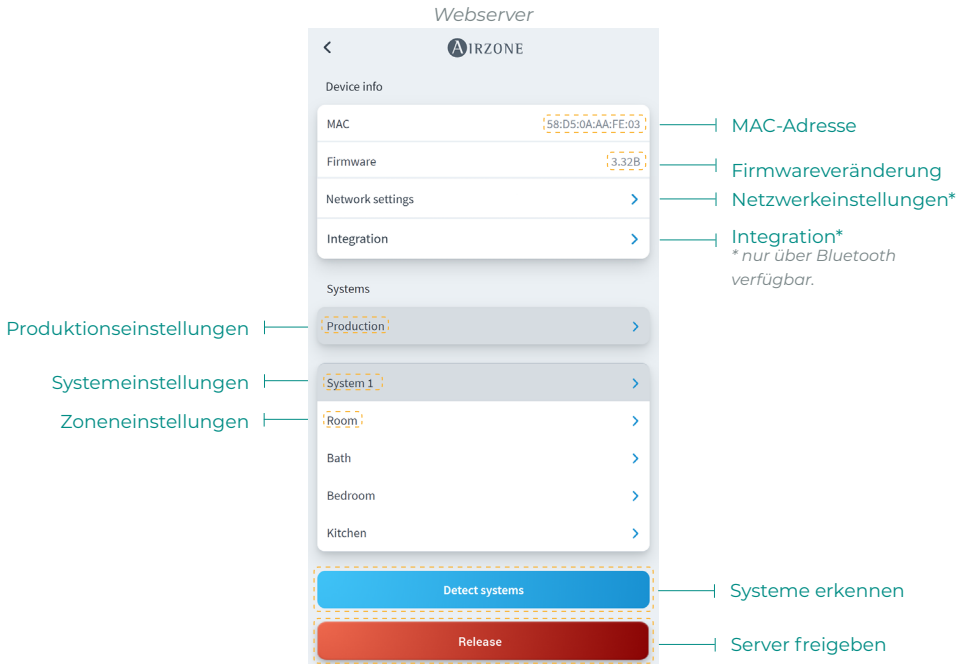 Webserver
AIRZONE
Device info
MAC 58:D5:0A:AA:FE:03
MAC-Adresse
Firmware 3.32B
Firmwareveränderung
Network settings
Netzwerkeinstellungen*
Integration
Integration*
* nur über Bluetooth
verfügbar.
Systems
Produktionseinstellungen
Production
Systemeinstellungen
System 1
Zoneneinstellungen
Room
Bath
Bedroom
Kitchen
Detect systems
Systeme erkennen
Release
Server freigeben